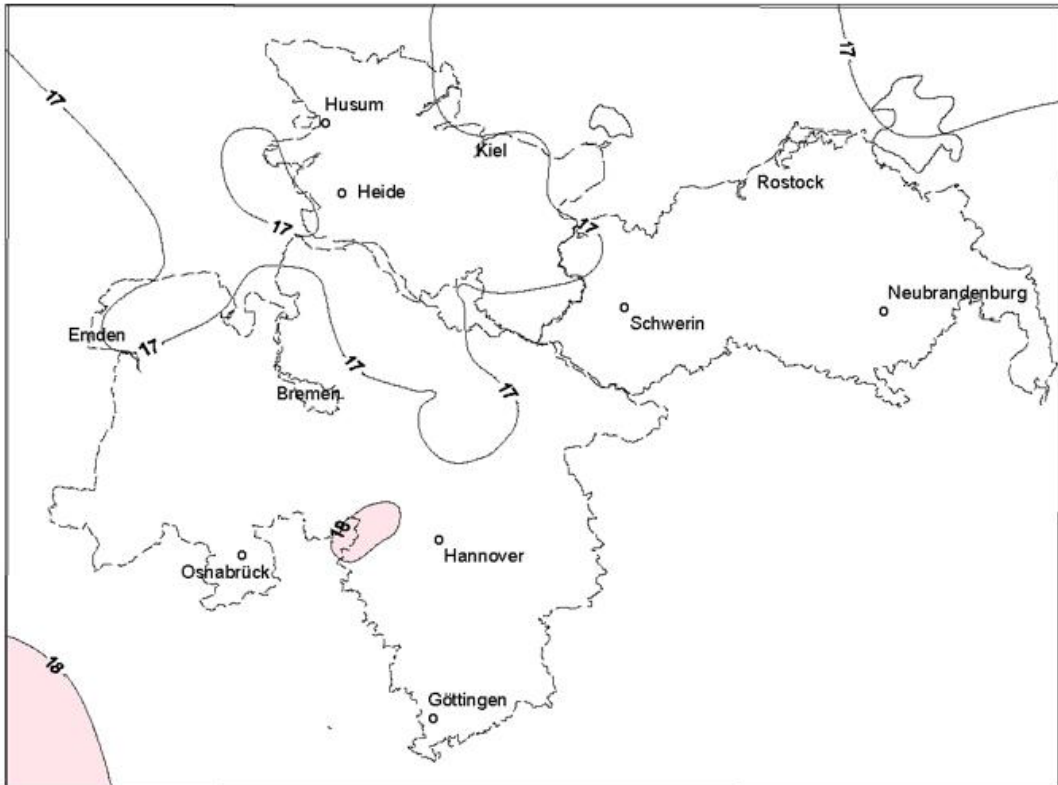 17
17
Husum
Kiel
Heide
Rostock
17
17
Neubrandenburg
Schwerin
Emden
17
17
17
Bremen
18
Hannover
Osnabrück
18
Göttingen